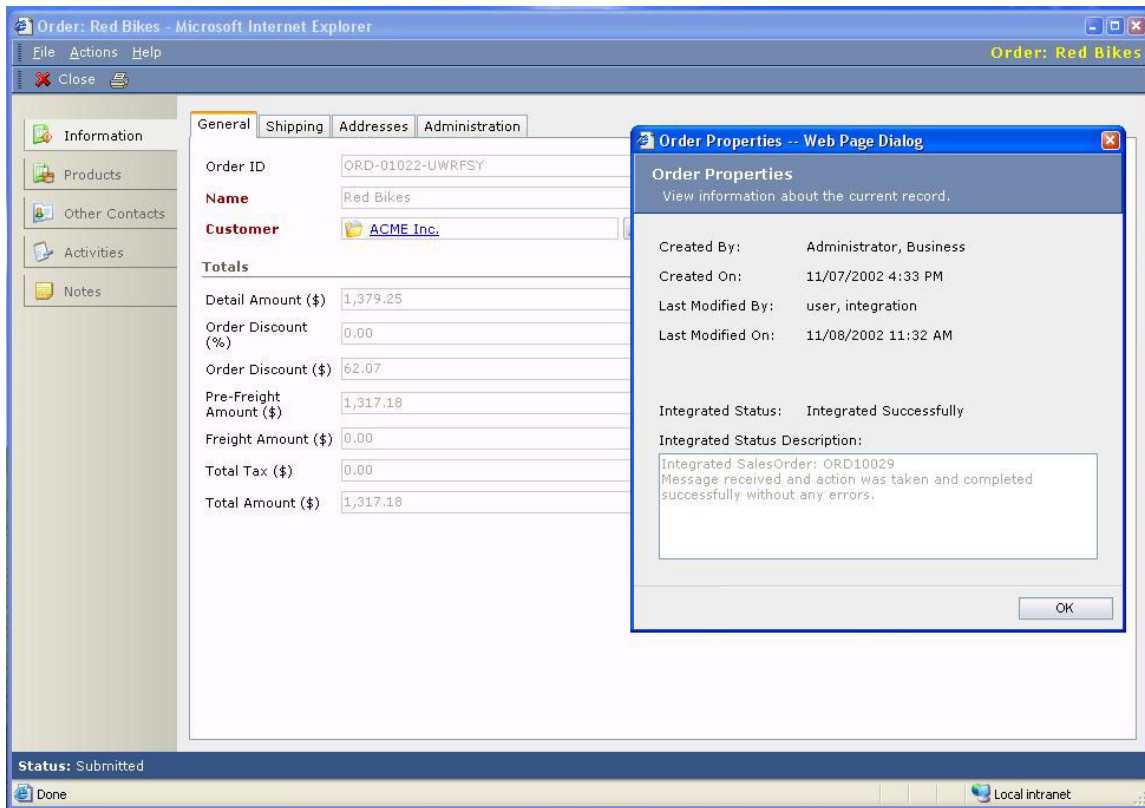 Order: Red Bikes - Microsoft Internet Explorer
File Actions Help
Order: Red Bikes
Close
Information
Products
Other Contacts
Activities
Notes
General Shipping Addresses Administration
Order ID ORD-01022-UWRFSY
Name Red Bikes
Customer ACME Inc.
Totals
Detail Amount ($) 1,379.25
Order Discount
(%) 0.00
Order Discount ($) 62.07
Pre-Freight
Amount ($) 1,317.18
Freight Amount ($) 0.00
Total Tax ($) 0.00
Total Amount ($) 1,317.18
Order Properties -- Web Page Dialog
Order Properties
View information about the current record.
Created By: Administrator, Business
Created On: 11/07/2002 4:33 PM
Last Modified By: user, integration
Last Modified On: 11/08/2002 11:32 AM
Integrated Status: Integrated Successfully
Integrated Status Description:
Integrated SalesOrder: ORD10029
Message received and action was taken and completed
successfully without any errors.
OK
Status: Submitted
Done
Local intranet